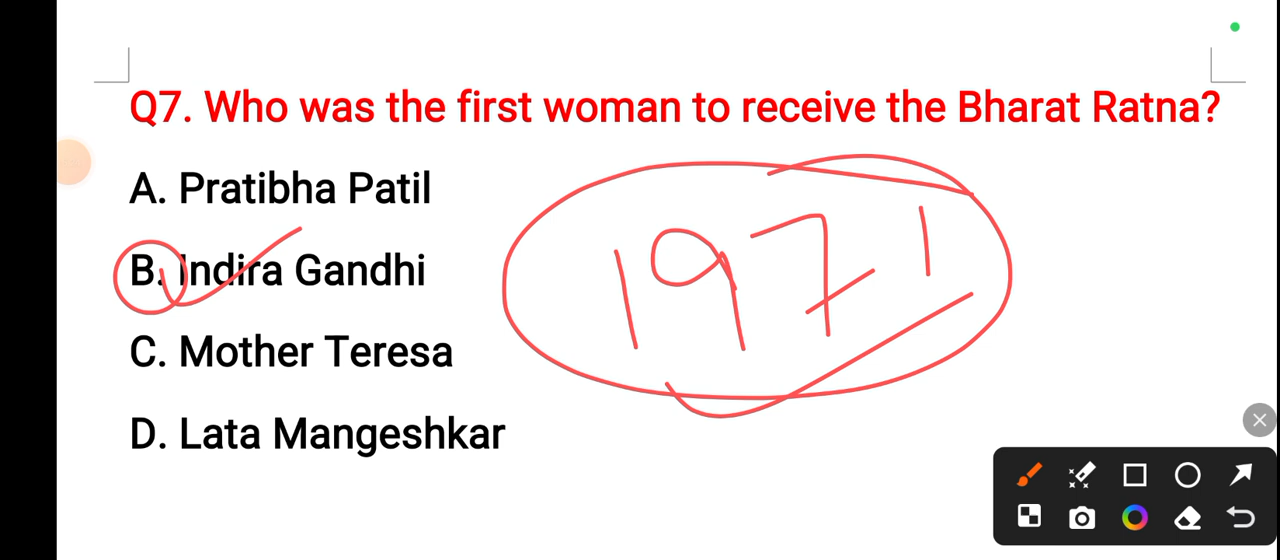 Q7. Who was the first woman to receive the Bharat Ratna?
A. Pratibha Patil
B. Indira Gandhi
1971
C. Mother Teresa
D. Lata Mangeshkar